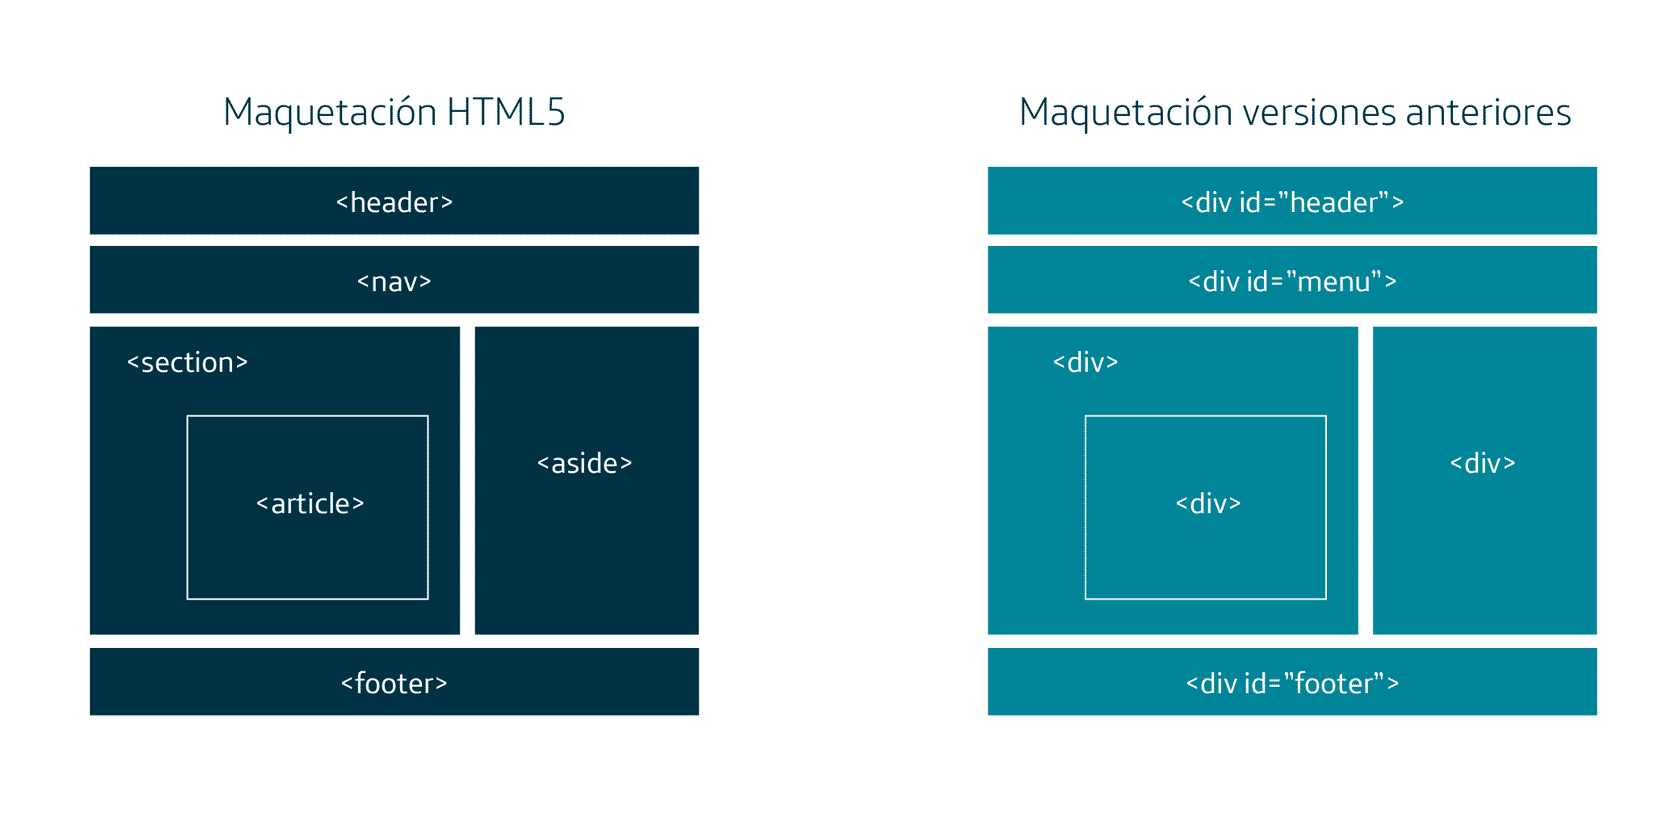 Maquetación HTML5
<header>
<nav>
<section>
<article>
<aside>
<footer>
Maquetación versiones anteriores
<div id=”header”>
<div id=”menu”>
<div>
<div>
<div>
<div id=”footer”>